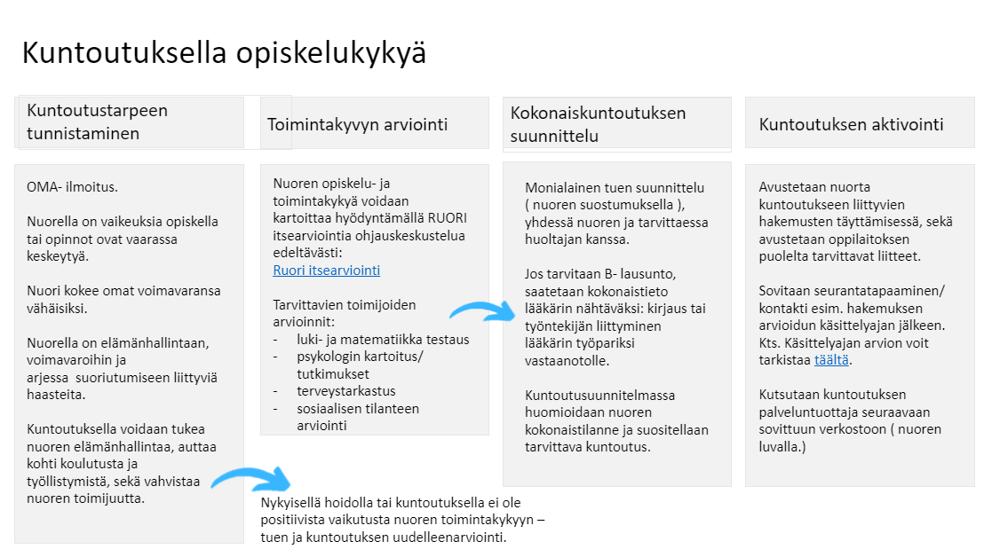 Kuntoutuksella opiskelukykyä
Kuntoutustarpeen
tunnistaminen
OMA- ilmoitus.
Nuorella on vaikeuksia opiskella
tai opinnot ovat vaarassa
keskeytyä.
Nuori kokee omat voimavaransa
vähäisiksi.
Nuorella on elämänhallintaan,
voimavaroihin ja
arjessa  suoriutumiseen liittyviä
haasteita.
Kuntoutuksella voidaan tukea
nuoren elämänhallintaa, auttaa
kohti koulutusta ja
työllistymistä, sekä vahvistaa
nuoren toimijuutta.
Toimintakyvyn arviointi
Nuoren opiskelu- ja
toimintakykyä voidaan
kartoittaa hyödyntämällä RUORI
itsearviointia ohjauskeskustelua
edeltävästi:
Ruori itsearviointi
Tarvittavien toimijoiden
arvioinnit:
- luki- ja matematiikka testaus
- psykologin kartoitus/
tutkimukset
- terveystarkastus
- sosiaalisen tilanteen
arviointi
Nykyisellä hoidolla tai kuntoutuksella ei ole
positiivista vaikutusta nuoren toimintakykyyn –
tuen ja kuntoutuksen uudelleenarviointi.
Kokonaiskuntoutuksen
suunnittelu
Monialainen tuen suunnittelu
( nuoren suostumuksella ),
yhdessä nuoren ja tarvittaessa
huoltajan kanssa.
Jos tarvitaan B- lausunto,
saatetaan kokonaistieto
lääkärin nähtäväksi: kirjaus tai
työntekijän liittyminen
lääkärin työpariksi
vastaanotolle.
Kuntoutusuunnitelmassa
huomioidaan nuoren
kokonaistilanne ja suositellaan
tarvittava kuntoutus.
Kuntoutuksen aktivointi
Avustetaan nuorta
kuntoutukseen liittyvien
hakemusten täyttämisessä, sekä
avustetaan oppilaitoksen
puolelta tarvittavat liitteet.
Sovitaan seurantatapaaminen/
kontakti esim. hakemuksen
arvioidun käsittelyajan jälkeen.
Kts. Käsittelyajan arvion voit
tarkistaa täältä.
Kutsutaan kuntoutuksen
palveluntuottaja seuraavaan
sovittuun verkostoon ( nuoren
luvalla.)